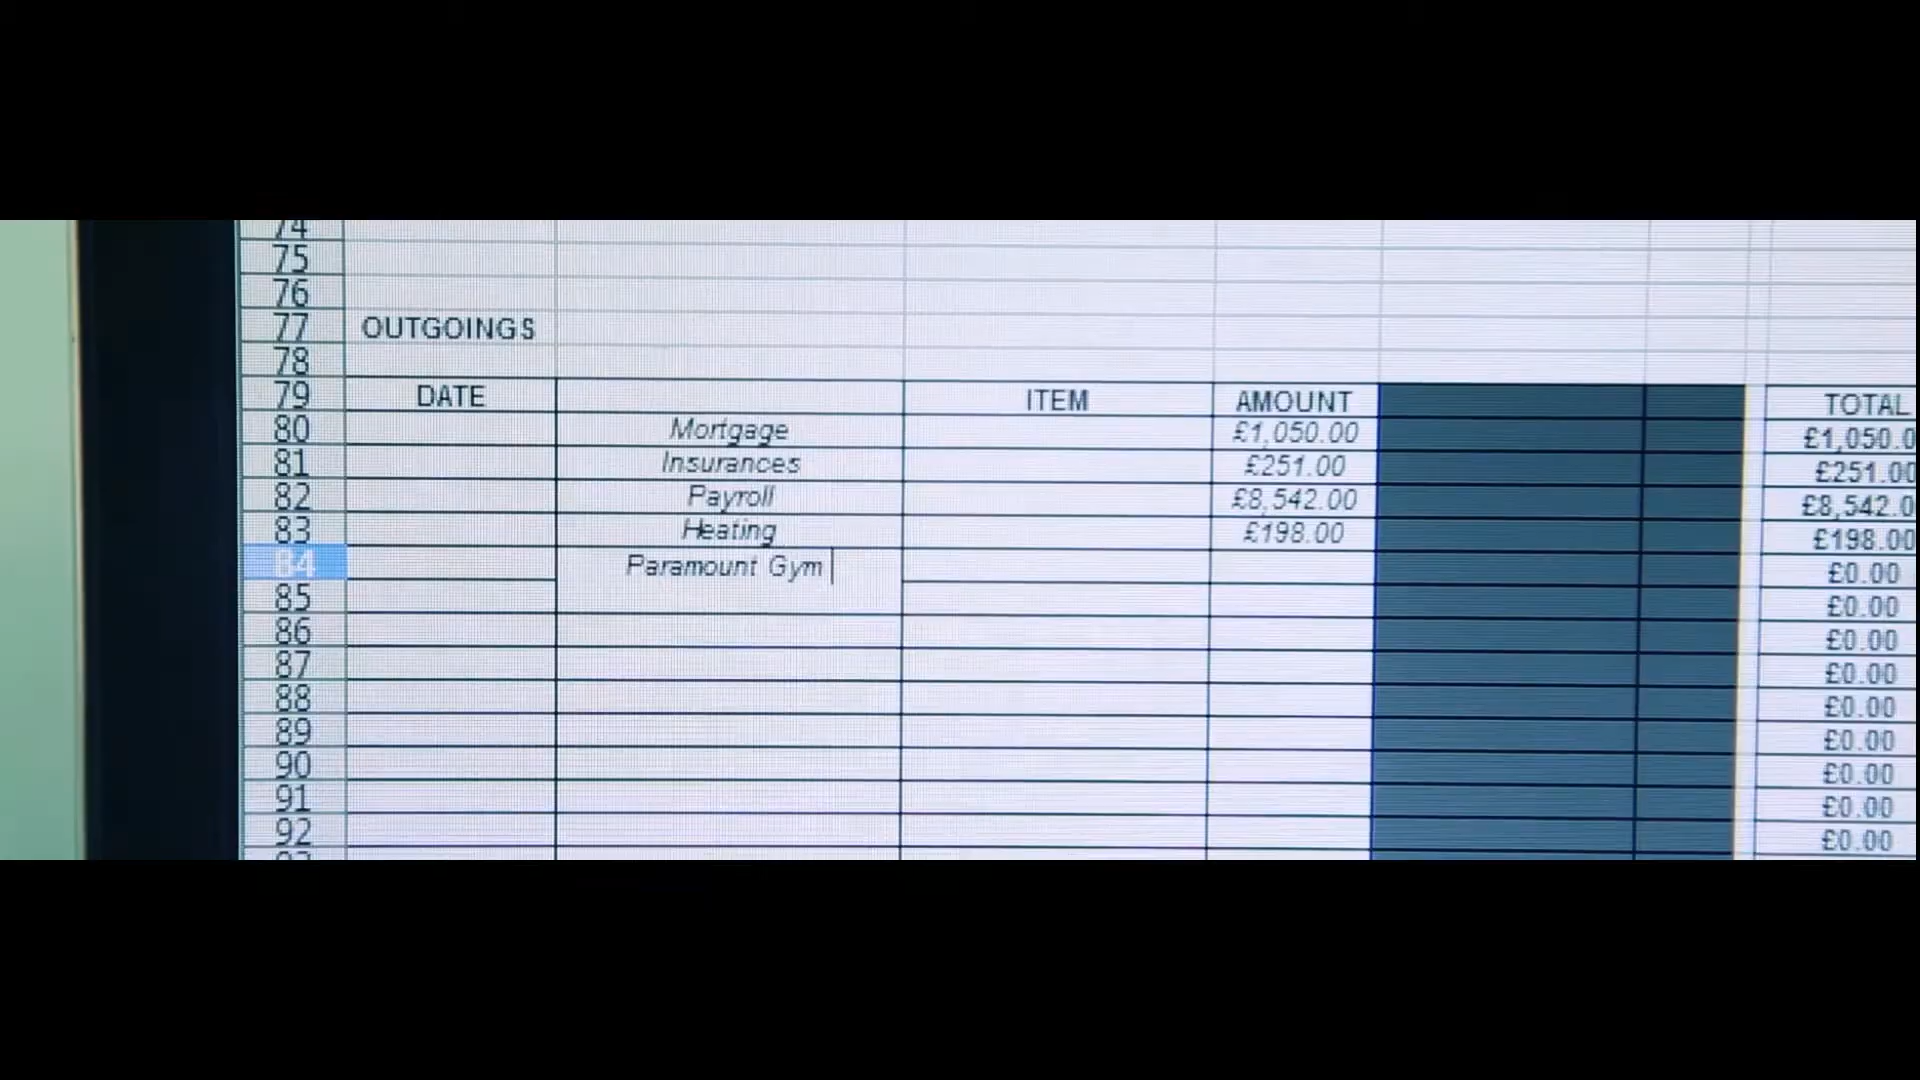 74
75
76
77 OUTGOINGS
78
79 DATE ITEM AMOUNT TOTAL
80 Mortgage £1,050.00 £1,050.0
81 Insurances £251.00 £251.00
82 Payroll £8,542.00 £8,542.0
83 Heating £198.00 £198.00
84 Paramount Gym £0.00
85 £0.00
86 £0.00
87 £0.00
88 £0.00
89 £0.00
90 £0.00
91 £0.00
92 £0.00